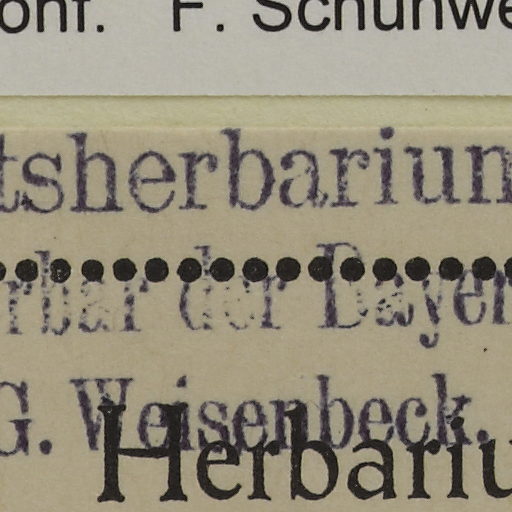 onf. F. Schuhwe
tsherbarium
rbar der Bayer
G. Weisenbeck.
Herbariu